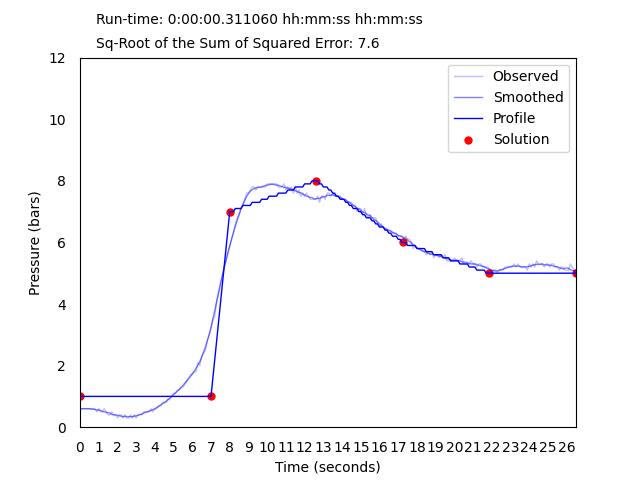 Run-time: 0:00:00.311060 hh:mm:ss hh:mm:ss
Sq-Root of the Sum of Squared Error: 7.6
12
10
8
6
4
2
0
Pressure (bars)
Observed
Smoothed
Profile
Solution
0 1 2 3 4 5 6 7 8 9 10 11 12 13 14 15 16 17 18 19 20 21 22 23 24 25 26
Time (seconds)